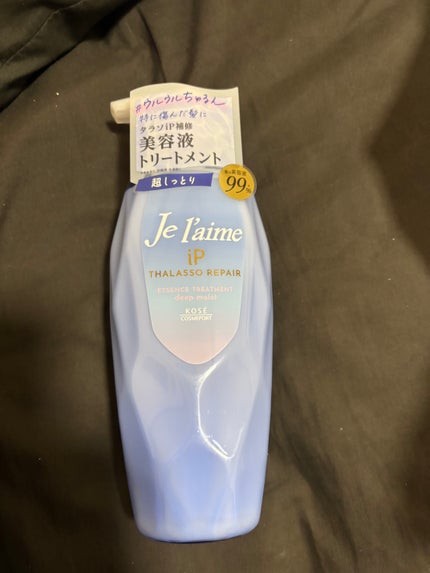 #ウルウルちゅるん
特に傷んだ髪に
タラソiP補修
美容液
トリートメント
超しっとり
99%
Je l'aime
iP
THALASSO REPAIR
ESSENCE TREATMENT
deep moist
KOSÉ
COSMEPORT